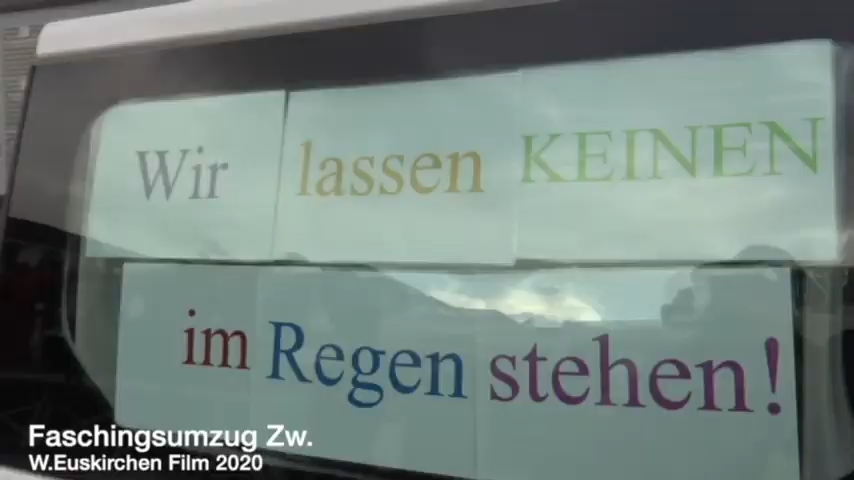 Wir lassen KEINEN
im Regen stehen!
Faschingsumzug Zw.
W.Euskirchen Film 2020